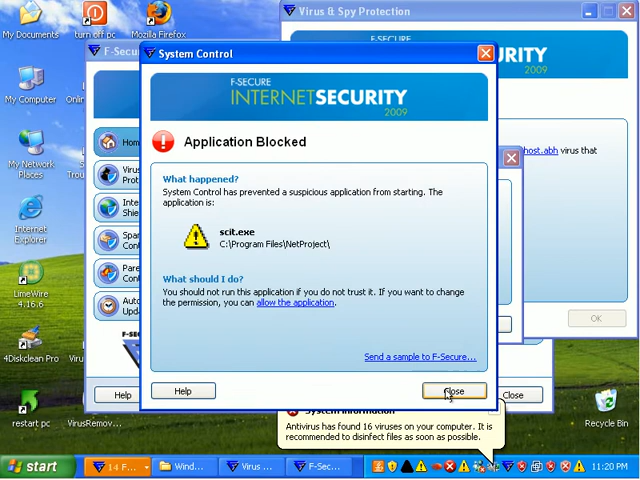 My Documents
turn off pc
Mozilla Firefox
My Computer
My Network
Places
Internet
Explorer
LimeWire
4.16.6
4Diskclean Pro
restart pc
VirusRemov...
Recycle Bin
Virus & Spy Protection
host.abh virus that
OK
F-Secu
Help
Close
System Control
F-SECURE
INTERNETSECURITY
2009
Application Blocked
What happened?
System Control has prevented a suspicious application from starting. The
application is:
scit.exe
C:\Program Files\NetProject\
What should I do?
You should not run this application if you do not trust it. If you want to change
the permission, you can allow the application.
Send a sample to F-Secure...
Help
Close
System Information
Antivirus has found 16 viruses on your computer. It is
recommended to disinfect files as soon as possible.
start
14 F...
Wind...
Virus ...
F-Sec...
11:20 PM